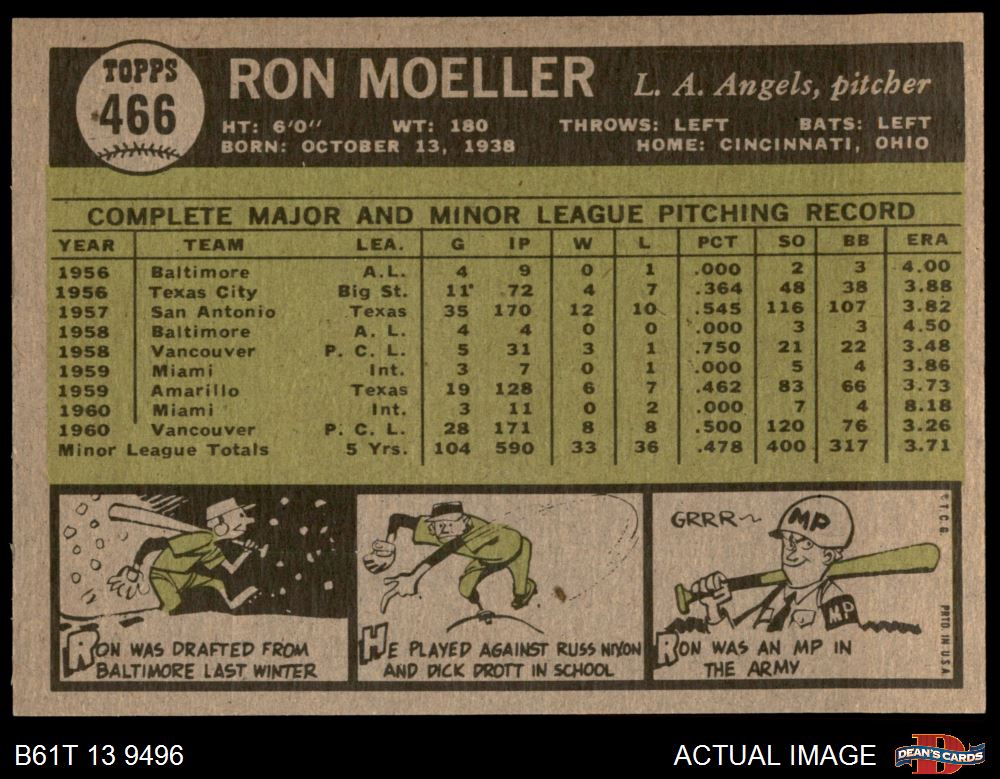 TOPPS
466
RON MOELLER L. A. Angels, pitcher
HT: 6'0" WT: 180 THROWS: LEFT BATS: LEFT
BORN: OCTOBER 13, 1938 HOME: CINCINNATI, OHIO
COMPLETE MAJOR AND MINOR LEAGUE PITCHING RECORD
YEAR TEAM LEA. G IP W L PCT SO BB ERA
1956 Baltimore A.L. 4 9 0 1 .000 2 3 4.00
1956 Texas City Big St. 11 72 4 7 .364 48 38 3.88
1957 San Antonio Texas 35 170 12 10 .545 116 107 3.82
1958 Baltimore A. L. 4 4 0 0 .000 3 3 4.50
1958 Vancouver P. C. L. 5 31 3 1 .750 21 22 3.48
1959 Miami Int. 3 7 0 1 .000 5 4 3.86
1959 Amarillo Texas 19 128 6 7 .462 83 66 3.73
1960 Miami Int. 3 11 0 2 .000 7 4 8.18
1960 Vancouver P. C. L. 28 171 8 8 .500 120 76 3.26
Minor League Totals 5 Yrs. 104 590 33 36 .478 400 317 3.71
RON WAS DRAFTED FROM
BALTIMORE LAST WINTER
HE PLAYED AGAINST RUSS NIXON
AND DICK DROTT IN SCHOOL
GRRR~
MP
MP
RON WAS AN MP IN
THE ARMY
© T.C.G. PRTD IN U.S.A.
B61T 13 9496 ACTUAL IMAGE
D
DEAN'S CARDS